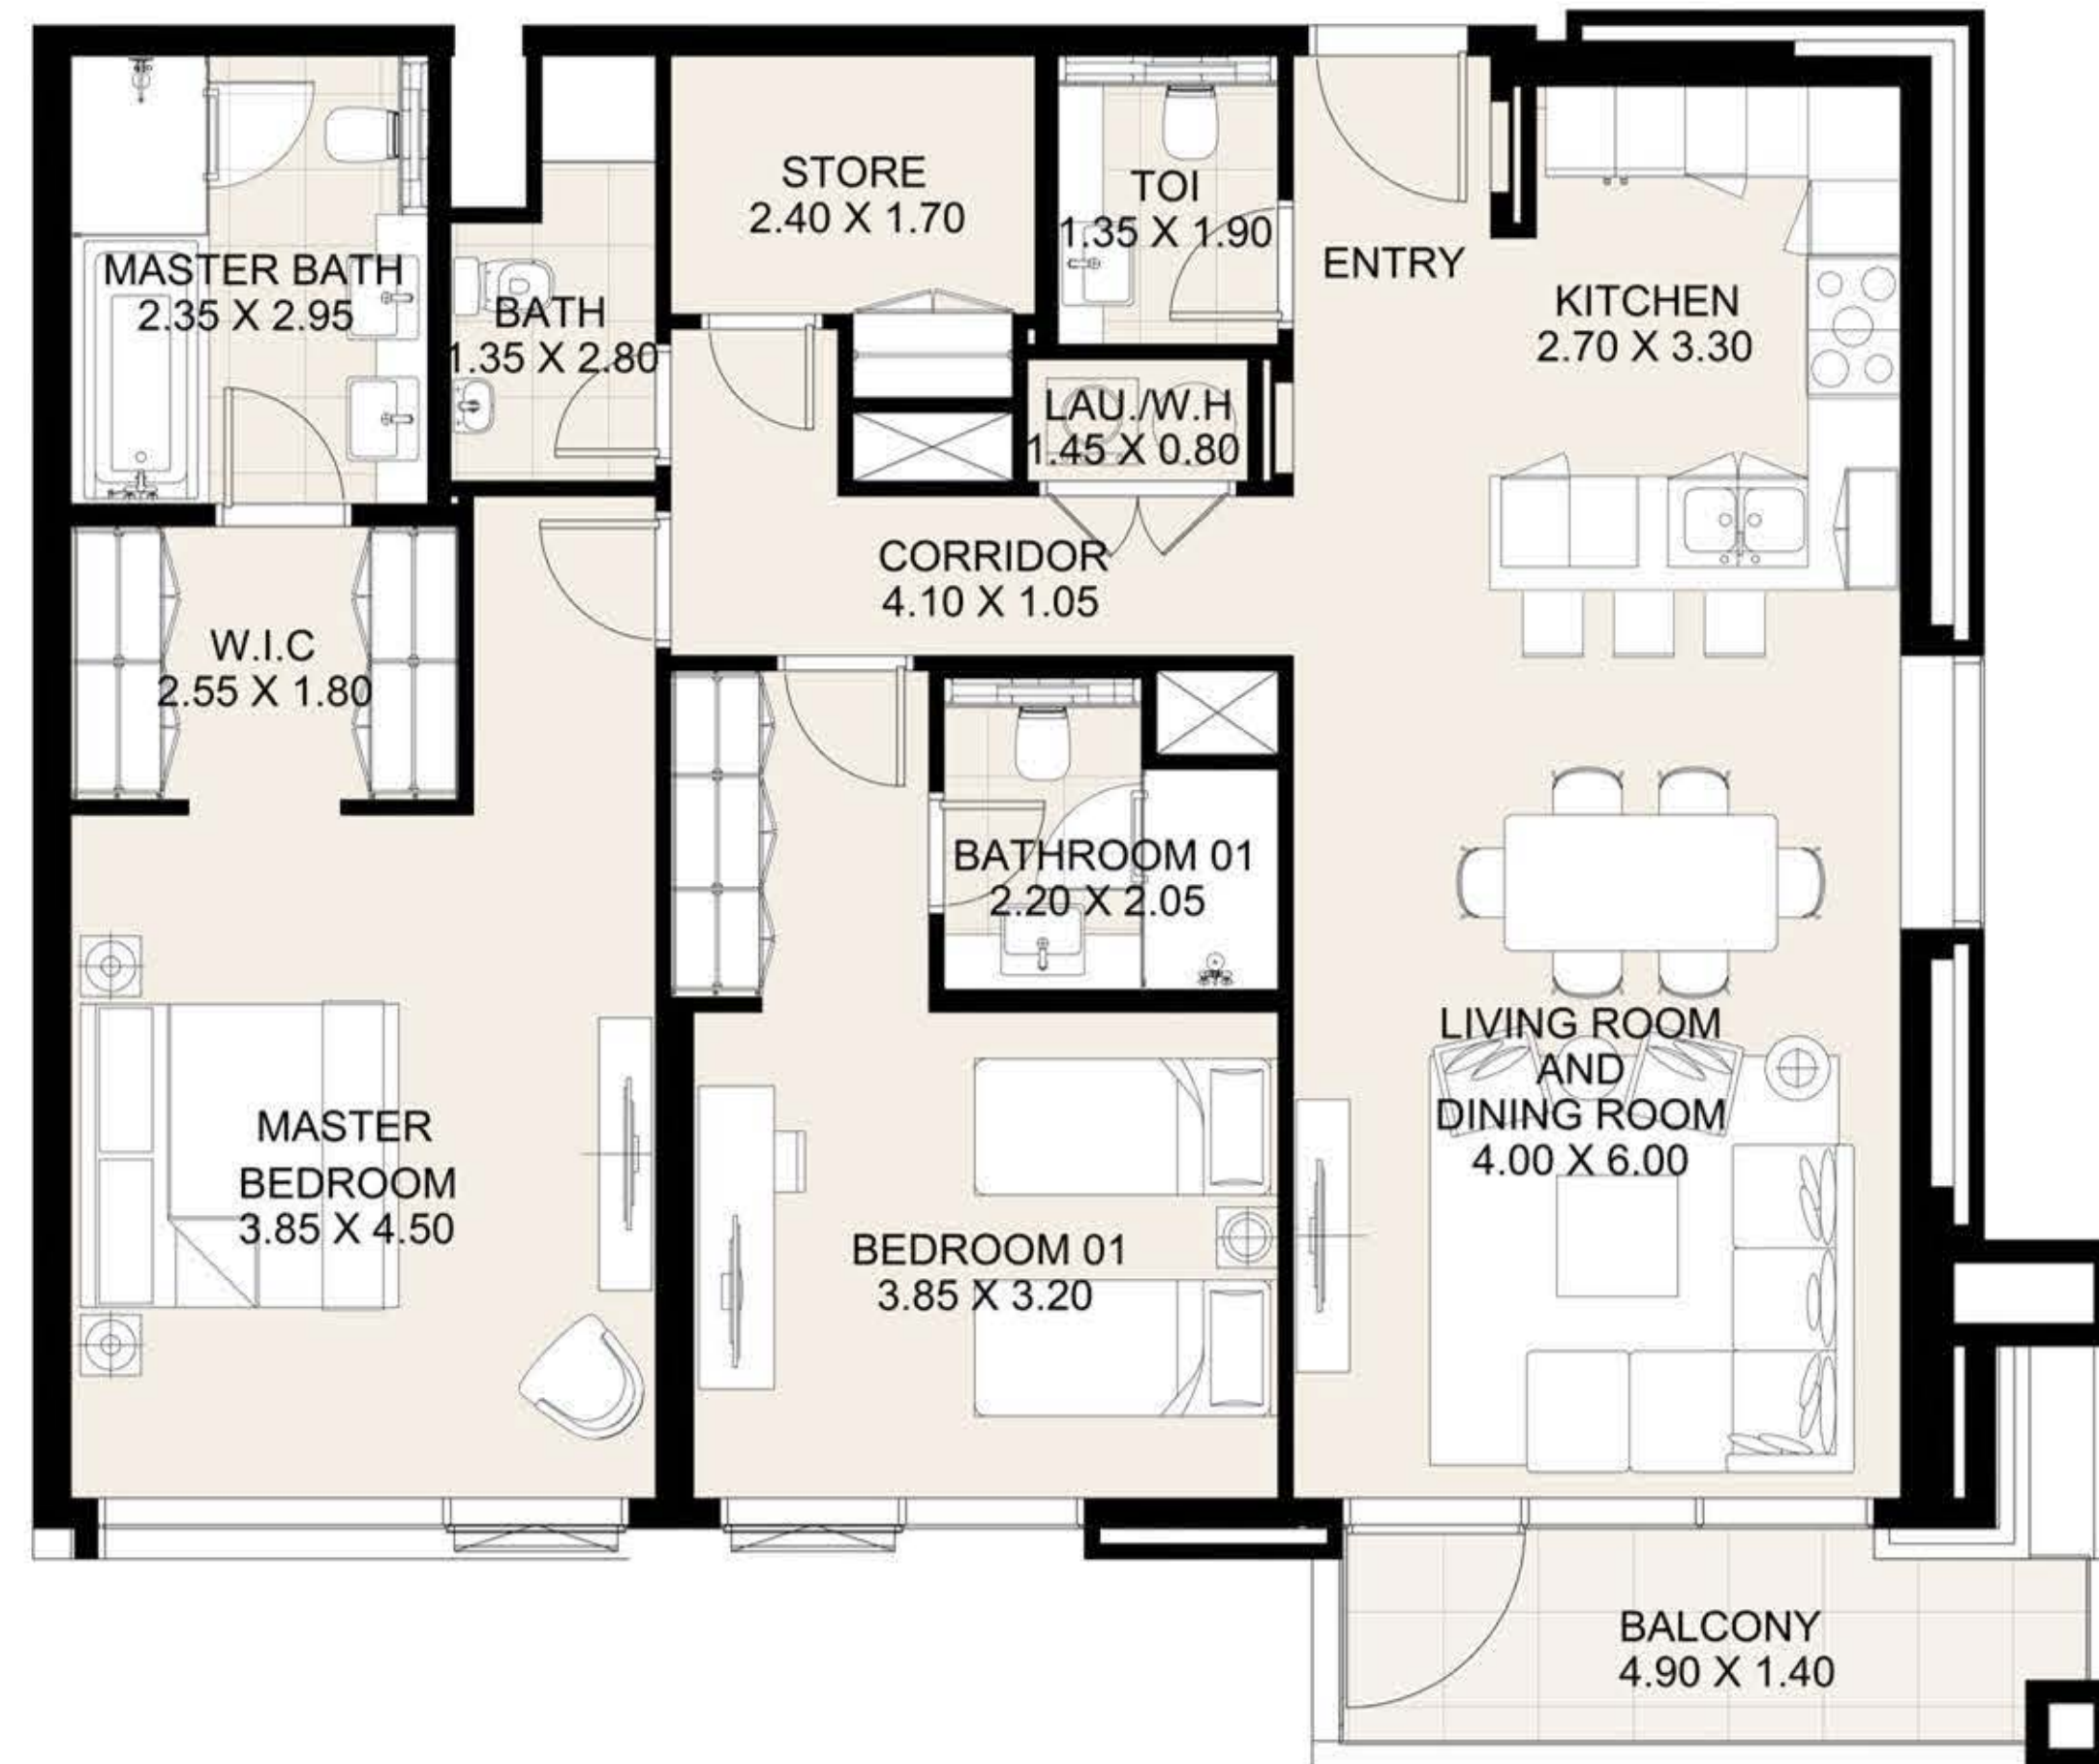 STORE
2.40 X 1.70
TOI
1.35 X 1.90
ENTRY
MASTER BATH
2.35 X 2.95
BATH
1.35 X 2.80
KITCHEN
2.70 X 3.30
LAU./W.H
1.45 X 0.80
CORRIDOR
4.10 X 1.05
W.I.C
2.55 X 1.80
BATHROOM 01
2.20 X 2.05
LIVING ROOM
AND
DINING ROOM
4.00 X 6.00
MASTER
BEDROOM
3.85 X 4.50
BEDROOM 01
3.85 X 3.20
BALCONY
4.90 X 1.40